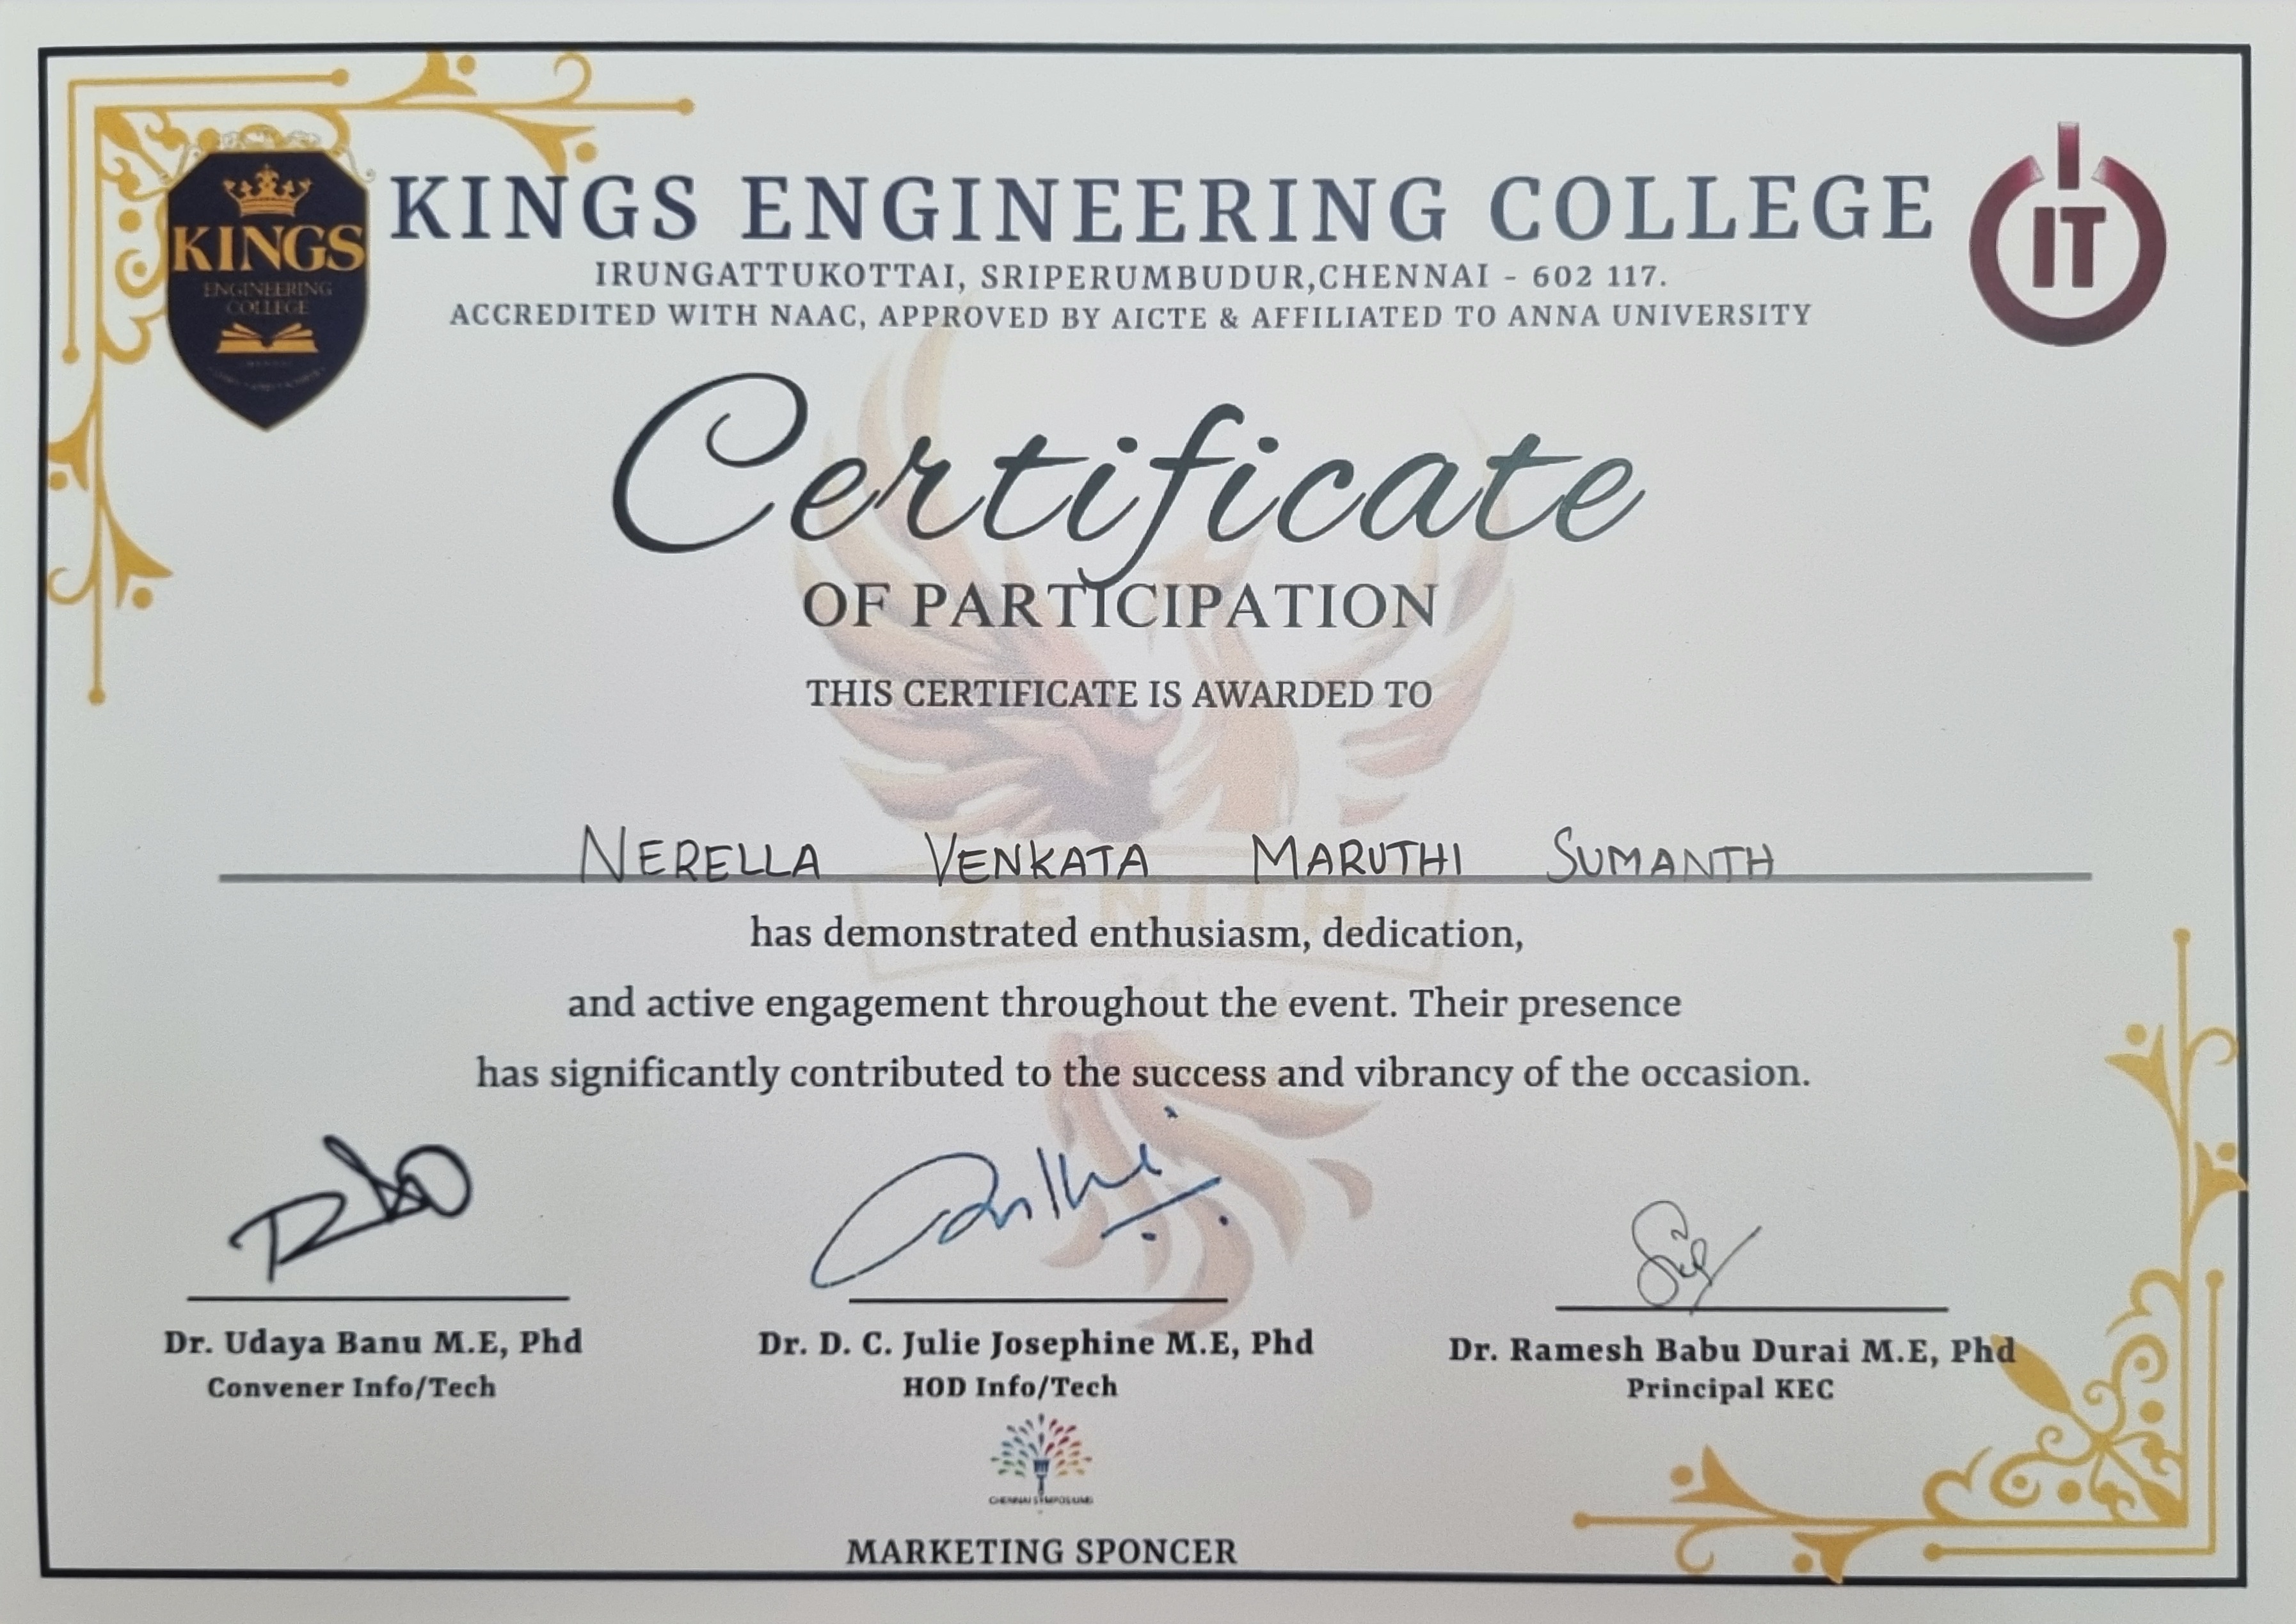 KINGS ENGINEERING COLLEGE
IRUNGATTUKOTTAI, SRIPERUMBUDUR,CHENNAI - 602 117.
ACCREDITED WITH NAAC, APPROVED BY AICTE & AFFILIATED TO ANNA UNIVERSITY
KINGS
ENGINEERING
COLLEGE
IT
Certificate
OF PARTICIPATION
THIS CERTIFICATE IS AWARDED TO
NERELLA VENKATA MARUTHI SUMANTH
ZENITH
has demonstrated enthusiasm, dedication,
and active engagement throughout the event. Their presence
has significantly contributed to the success and vibrancy of the occasion.
Dr. Udaya Banu M.E, Phd
Convener Info/Tech
Dr. D. C. Julie Josephine M.E, Phd
HOD Info/Tech
Dr. Ramesh Babu Durai M.E, Phd
Principal KEC
CHENNAI SYMPOSIUMS
MARKETING SPONCER